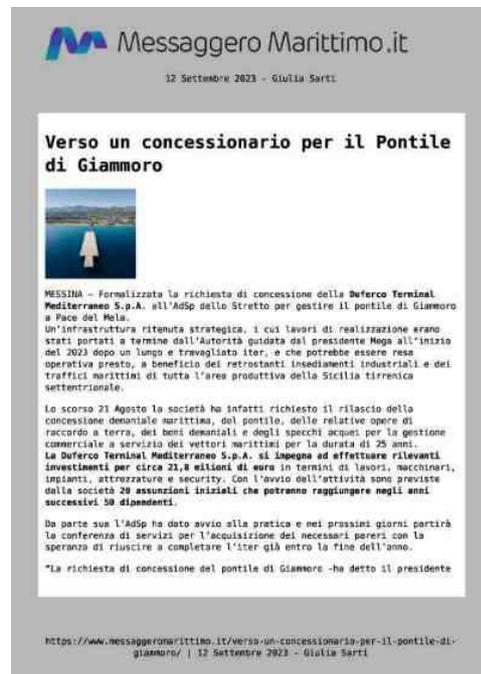 Messaggero Marittimo.it
12 Settembre 2023 - Giulia Sarti
Verso un concessionario per il Pontile
di Giammoro
MESSINA – Formalizzata la richiesta di concessione della Duferco Terminal
Mediterraneo S.p.A. all'AdSp dello Stretto per gestire il pontile di Giammoro
a Pace del Mela.
Un'infrastruttura ritenuta strategica, i cui lavori di realizzazione erano
stati portati a termine dall'Autorità guidata dal presidente Mega all'inizio
del 2023 dopo un lungo e travagliato iter, e che potrebbe essere resa
operativa presto, a beneficio dei retrostanti insediamenti industriali e dei
traffici marittimi di tutta l'area produttiva della Sicilia tirrenica
settentrionale.
Lo scorso 21 Agosto la società ha infatti richiesto il rilascio della
concessione demaniale marittima, del pontile, delle relative opere di
raccordo a terra, dei beni demaniali e degli specchi acquei per la gestione
commerciale a servizio dei vettori marittimi per la durata di 25 anni.
La Duferco Terminal Mediterraneo S.p.A. si impegna ad effettuare rilevanti
investimenti per circa 21,8 milioni di euro in termini di lavori, macchinari,
impianti, attrezzature e security. Con l'avvio dell'attività sono previste
dalla società 20 assunzioni iniziali che potranno raggiungere negli anni
successivi 50 dipendenti.
Da parte sua l'AdSp ha dato avvio alla pratica e nei prossimi giorni partirà
la conferenza di servizi per l'acquisizione dei necessari pareri con la
speranza di riuscire a completare l'iter già entro la fine dell'anno.
"La richiesta di concessione del pontile di Giammoro -ha detto il presidente
https://www.messaggeromarittimo.it/verso-un-concessionario-per-il-pontile-di-
giammoro/ | 12 Settembre 2023 - Giulia Sarti